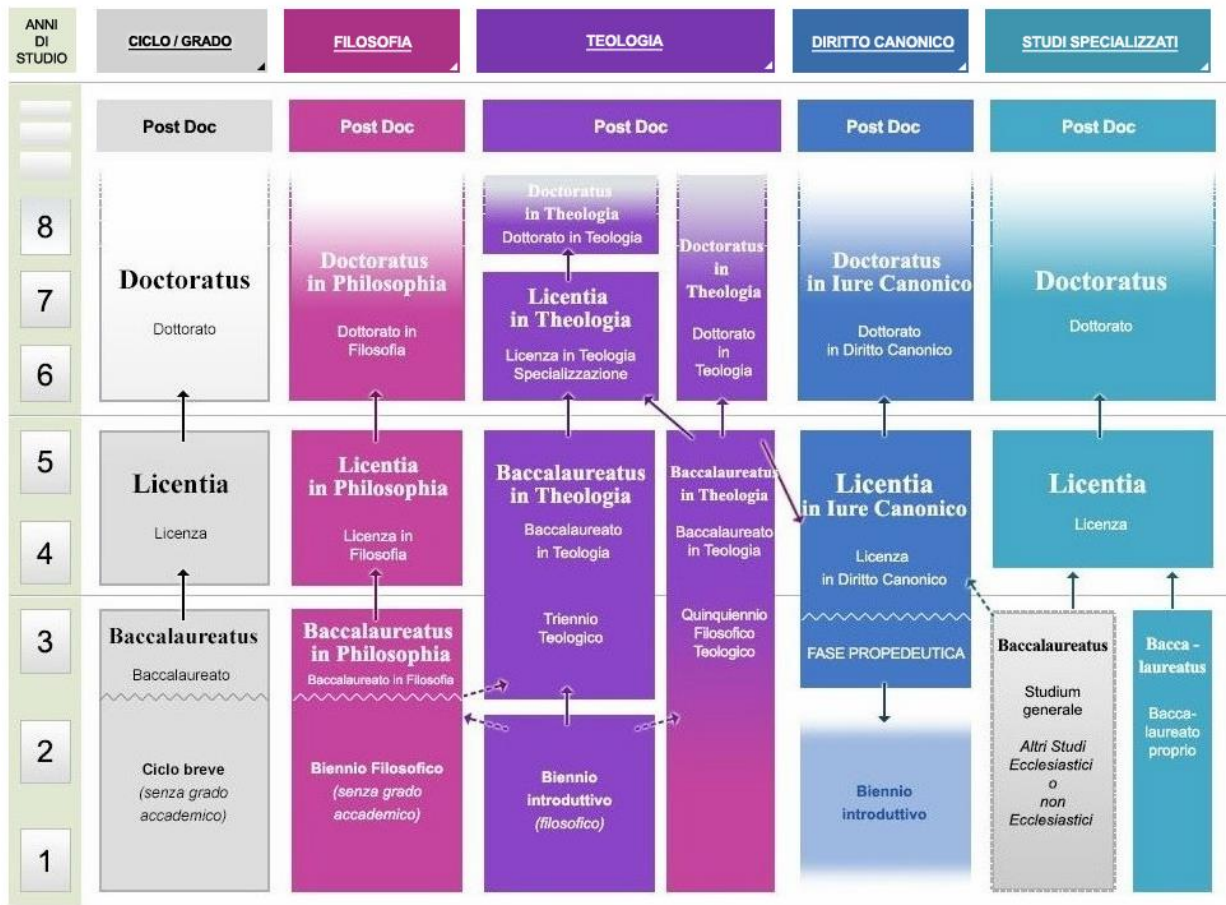 ANNI
DI
STUDIO
CICLO / GRADO
FILOSOFIA
TEOLOGIA
DIRITTO CANONICO
STUDI SPECIALIZZATI
Post Doc
Post Doc
Post Doc
Post Doc
Post Doc
8
7
6
5
4
3
2
1
Doctoratus
Dottorato
Licentia
Licenza
Baccalaureatus
Baccalaureato
Ciclo breve
(senza grado
accademico)
Doctoratus
in Philosophia
Dottorato in
Filosofia
Licentia
in Philosophia
Licenza in
Filosofia
Baccalaureatus
in Philosophia
Baccalaureato in Filosofia
Biennio Filosofico
(senza grado
accademico)
Doctoratus
in Theologia
Dottorato in Teologia
Licentia
in Theologia
Licenza in Teologia
Specializzazione
Baccalaureatus
in Theologia
Baccalaureato
in Teologia
Triennio
Teologico
Biennio
introduttivo
(filosofico)
Doctoratus
in
Theologia
Dottorato
in
Teologia
Baccalaureatus
in Theologia
Baccalaureato
in Teologia
Quinquiennio
Filosofico
Teologico
Doctoratus
in Iure Canonico
Dottorato
in Diritto Canonico
Licentia
in Iure Canonico
Licenza
in Diritto Canonico
FASE PROPEDEUTICA
Biennio
introduttivo
Doctoratus
Dottorato
Licentia
Licenza
Baccalaureatus
Studium
generale
Altri Studi
Ecclesiastici
o
non
Ecclesiastici
Bacca -
laureatus
Bacca-
laureato
proprio